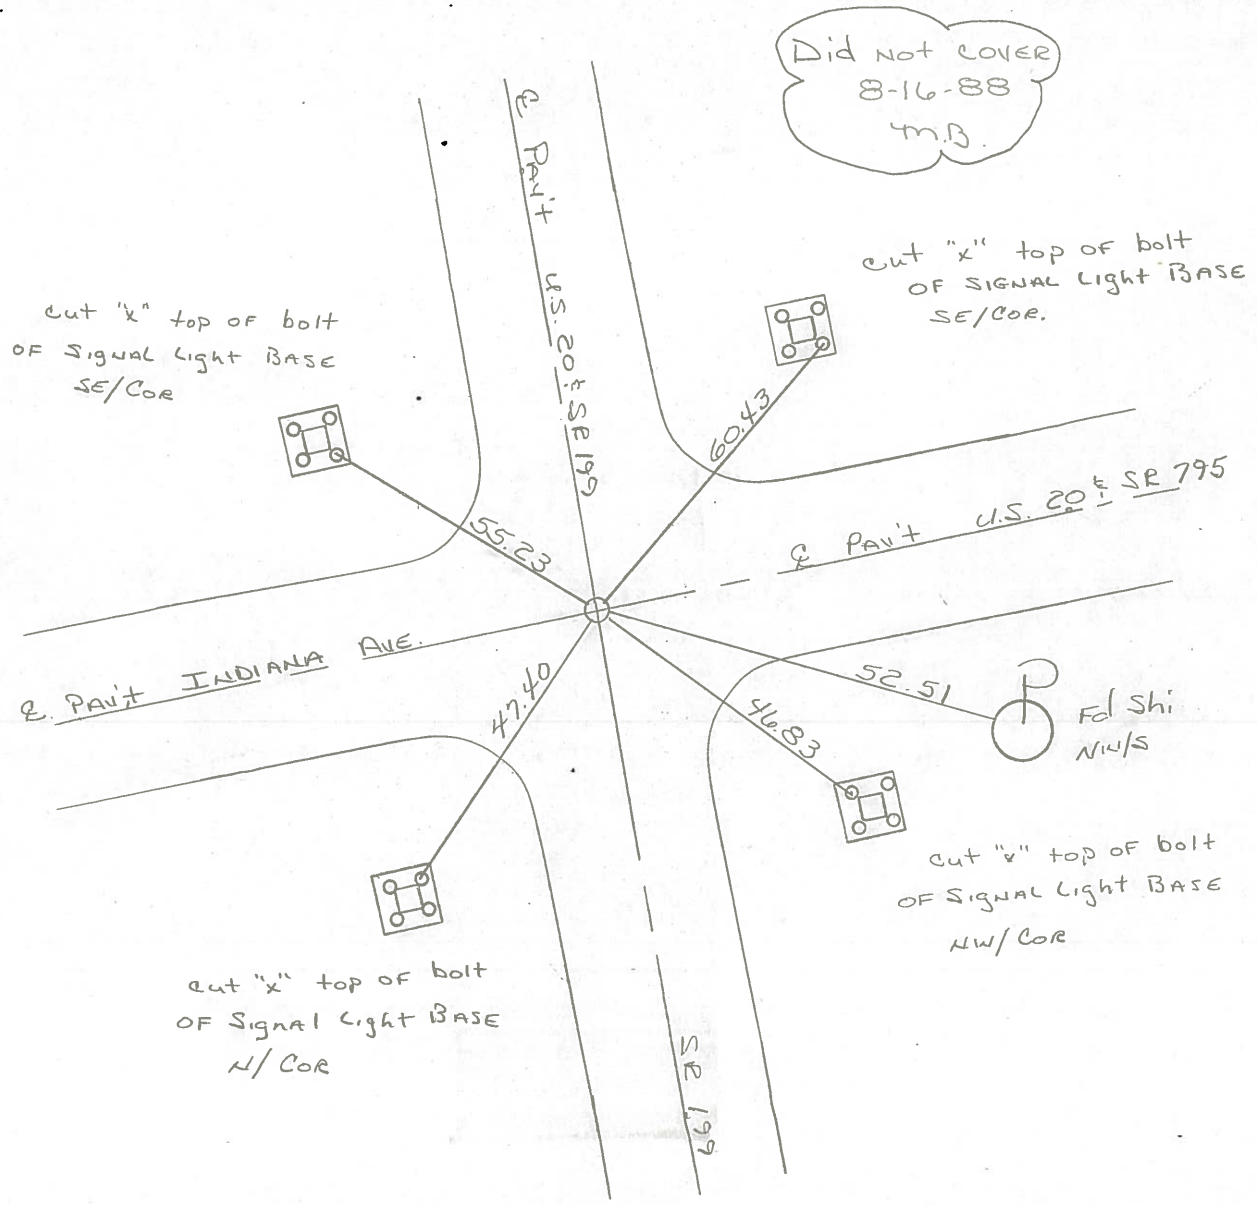 Did NOT COVER
8-16-88
M.B.
℄ PAV't U.S. 20 & SR 199
cut "x" top OF bolt
OF SIGNAL Light BASE
SE/COR.
cut "x" top OF bolt
OF SigNAL Light BASE
SE/COR
60.43
55.23
℄ PAV't U.S. 20 & SR 795
℄ PAV't INDIANA AVE.
47.40
52.51
46.83
Fd Shi
NW/S
cut "x" top OF bolt
OF SigNAL Light BASE
NW/COR
cut "x" top OF bolt
OF SigNAl Light BASE
N/COR
SR 199